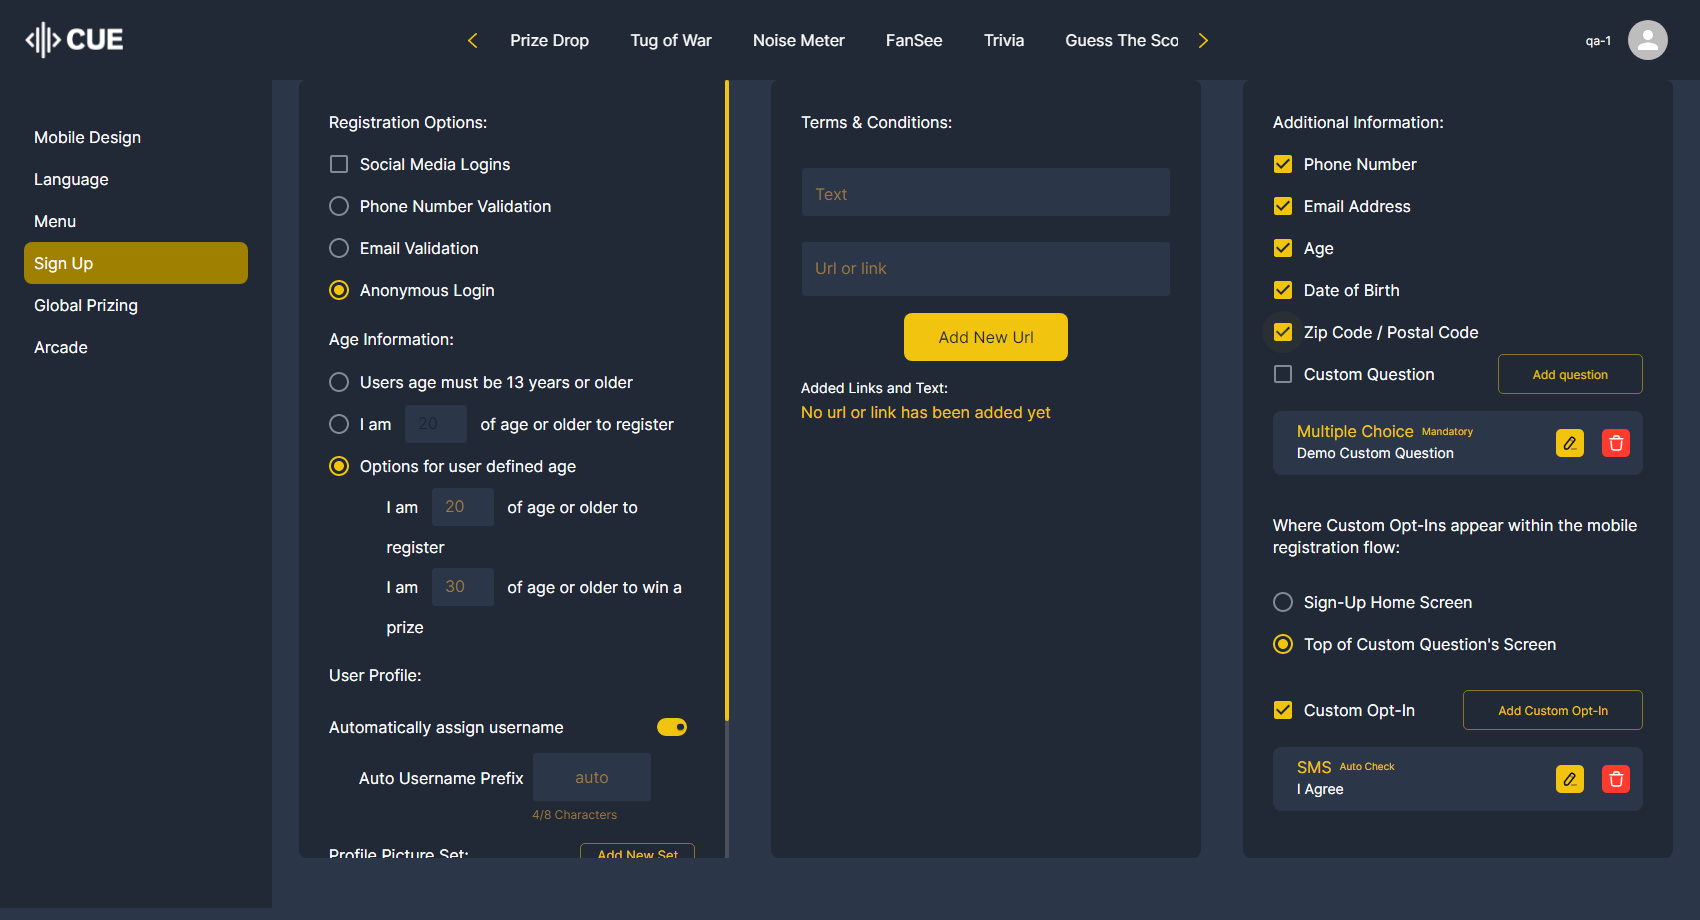 CUE
Prize Drop
Tug of War
Noise Meter
FanSee
Trivia
Guess The Sco
qa-1
Mobile Design
Language
Menu
Sign Up
Global Prizing
Arcade
Registration Options:
Social Media Logins
Phone Number Validation
Email Validation
Anonymous Login
Age Information:
Users age must be 13 years or older
I am 20 of age or older to register
Options for user defined age
I am 20 of age or older to
register
I am 30 of age or older to win a
prize
User Profile:
Automatically assign username
Auto Username Prefix auto
4/8 Characters
Profile Picture Set: Add New Set
Terms & Conditions:
Text
Url or link
Add New Url
Added Links and Text:
No url or link has been added yet
Additional Information:
Phone Number
Email Address
Age
Date of Birth
Zip Code / Postal Code
Custom Question Add question
Multiple Choice Mandatory
Demo Custom Question
Where Custom Opt-Ins appear within the mobile
registration flow:
Sign-Up Home Screen
Top of Custom Question's Screen
Custom Opt-In Add Custom Opt-In
SMS Auto Check
I Agree